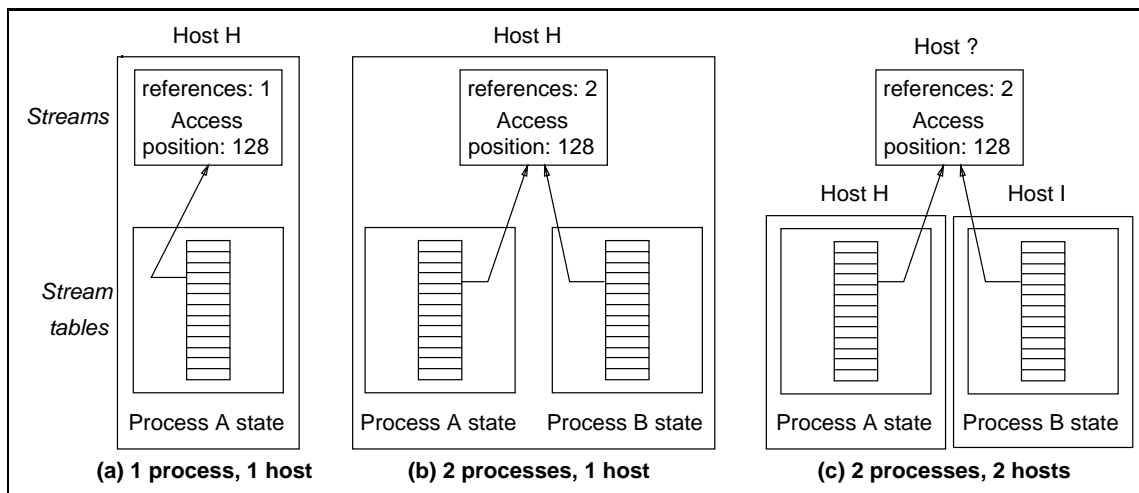 Host H
references: 1
Access
position: 128
Streams
Stream
tables
Process A state
(a) 1 process, 1 host
Host H
references: 2
Access
position: 128
Process A state
Process B state
(b) 2 processes, 1 host
Host ?
references: 2
Access
position: 128
Host H
Host I
Process A state
Process B state
(c) 2 processes, 2 hosts